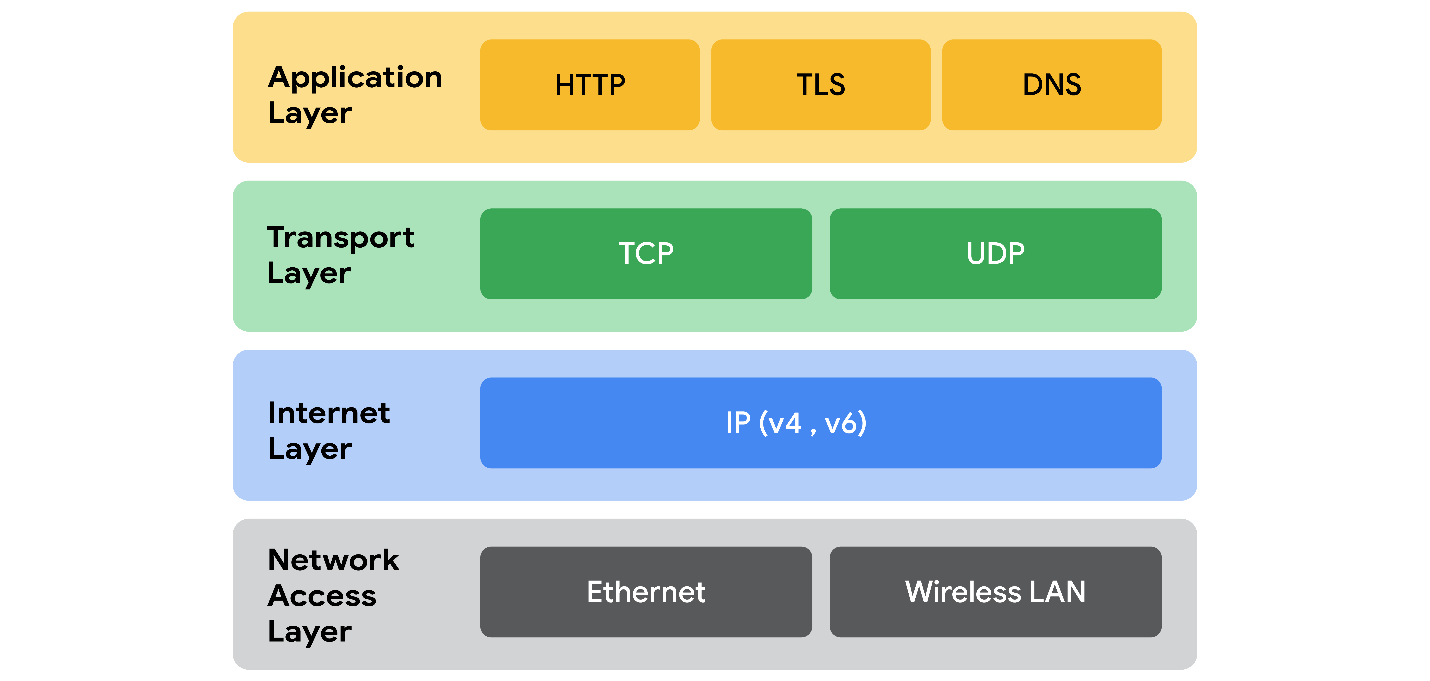 Application
Layer
HTTP
TLS
DNS
Transport
Layer
TCP
UDP
Internet
Layer
IP (v4 , v6)
Network
Access
Layer
Ethernet
Wireless LAN